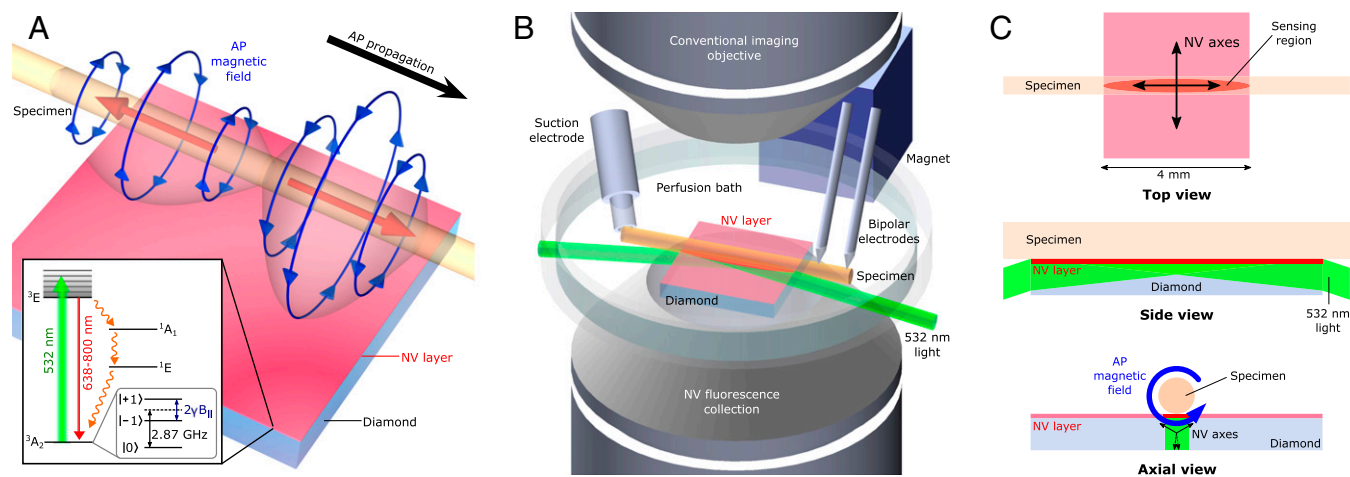 A
AP
magnetic
field
AP propagation
Specimen
³E
¹A₁
¹E
532 nm
638-800 nm
|+1⟩
|−1⟩
|0⟩
2γB||
2.87 GHz
³A₂
NV layer
Diamond
B
Conventional imaging
objective
Suction
electrode
Magnet
Perfusion bath
NV layer
Bipolar
electrodes
Specimen
Diamond
532 nm
light
NV fluorescence
collection
C
NV axes
Sensing
region
Specimen
4 mm
Top view
Specimen
NV layer
Diamond
Side view
532 nm
light
AP
magnetic
field
Specimen
NV layer
NV axes
Diamond
Axial view